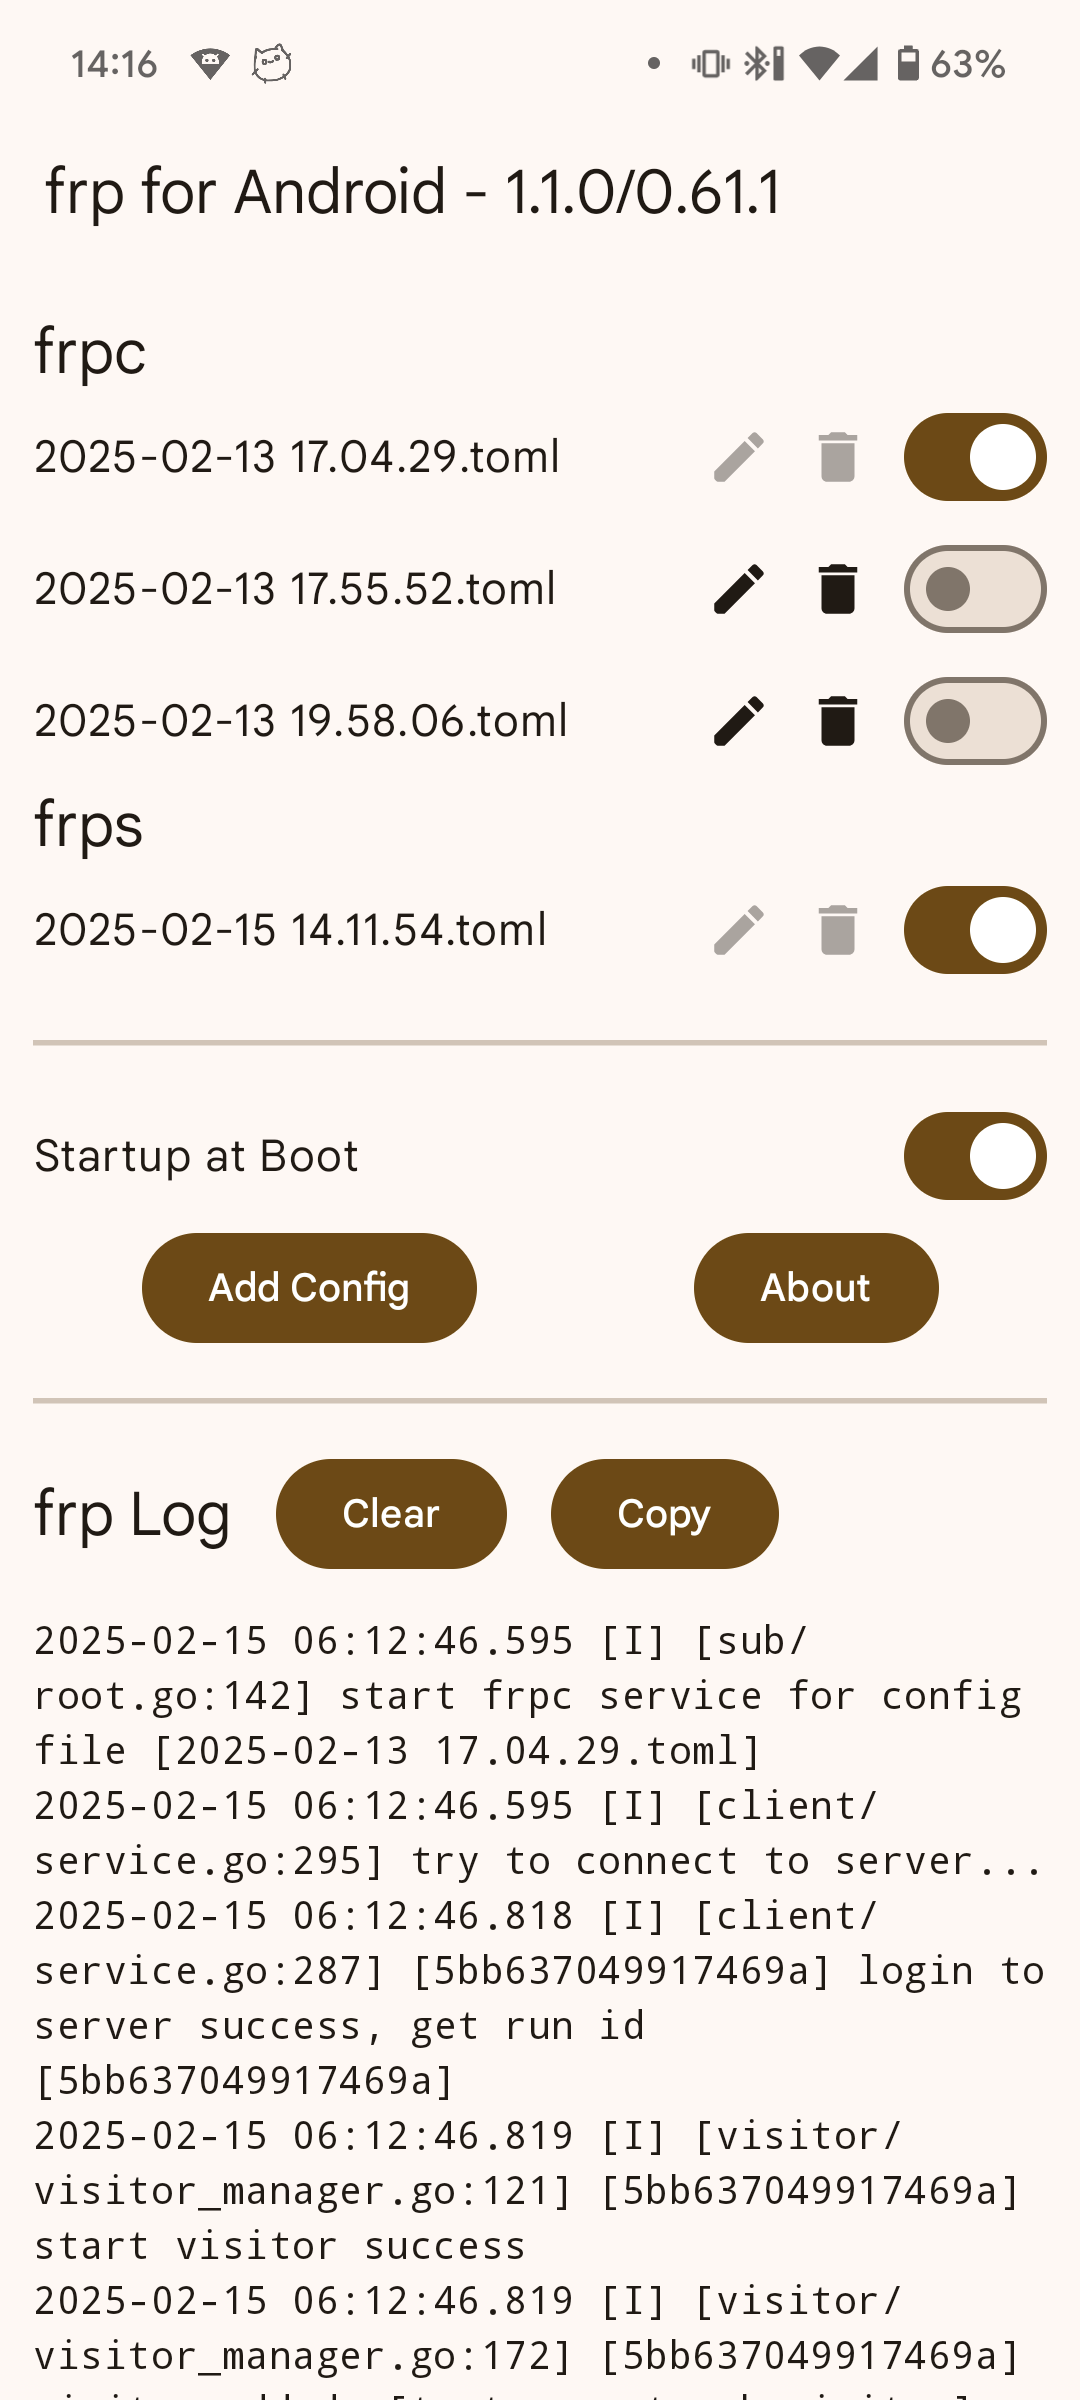 14:16 63%
frp for Android - 1.1.0/0.61.1
frpc
2025-02-13 17.04.29.toml
2025-02-13 17.55.52.toml
2025-02-13 19.58.06.toml
frps
2025-02-15 14.11.54.toml
Startup at Boot
Add Config About
frp Log Clear Copy
2025-02-15 06:12:46.595 [I] [sub/
root.go:142] start frpc service for config
file [2025-02-13 17.04.29.toml]
2025-02-15 06:12:46.595 [I] [client/
service.go:295] try to connect to server...
2025-02-15 06:12:46.818 [I] [client/
service.go:287] [5bb637049917469a] login to
server success, get run id
[5bb637049917469a]
2025-02-15 06:12:46.819 [I] [visitor/
visitor_manager.go:121] [5bb637049917469a]
start visitor success
2025-02-15 06:12:46.819 [I] [visitor/
visitor_manager.go:172] [5bb637049917469a]